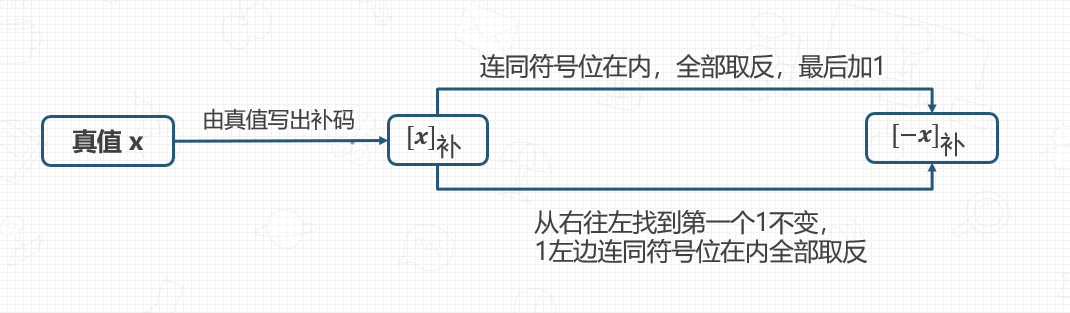 连同符号位在内，全部取反，最后加1
由真值写出补码
真值 x
[x]补
[−x]补
从右往左找到第一个1不变，
1左边连同符号位在内全部取反